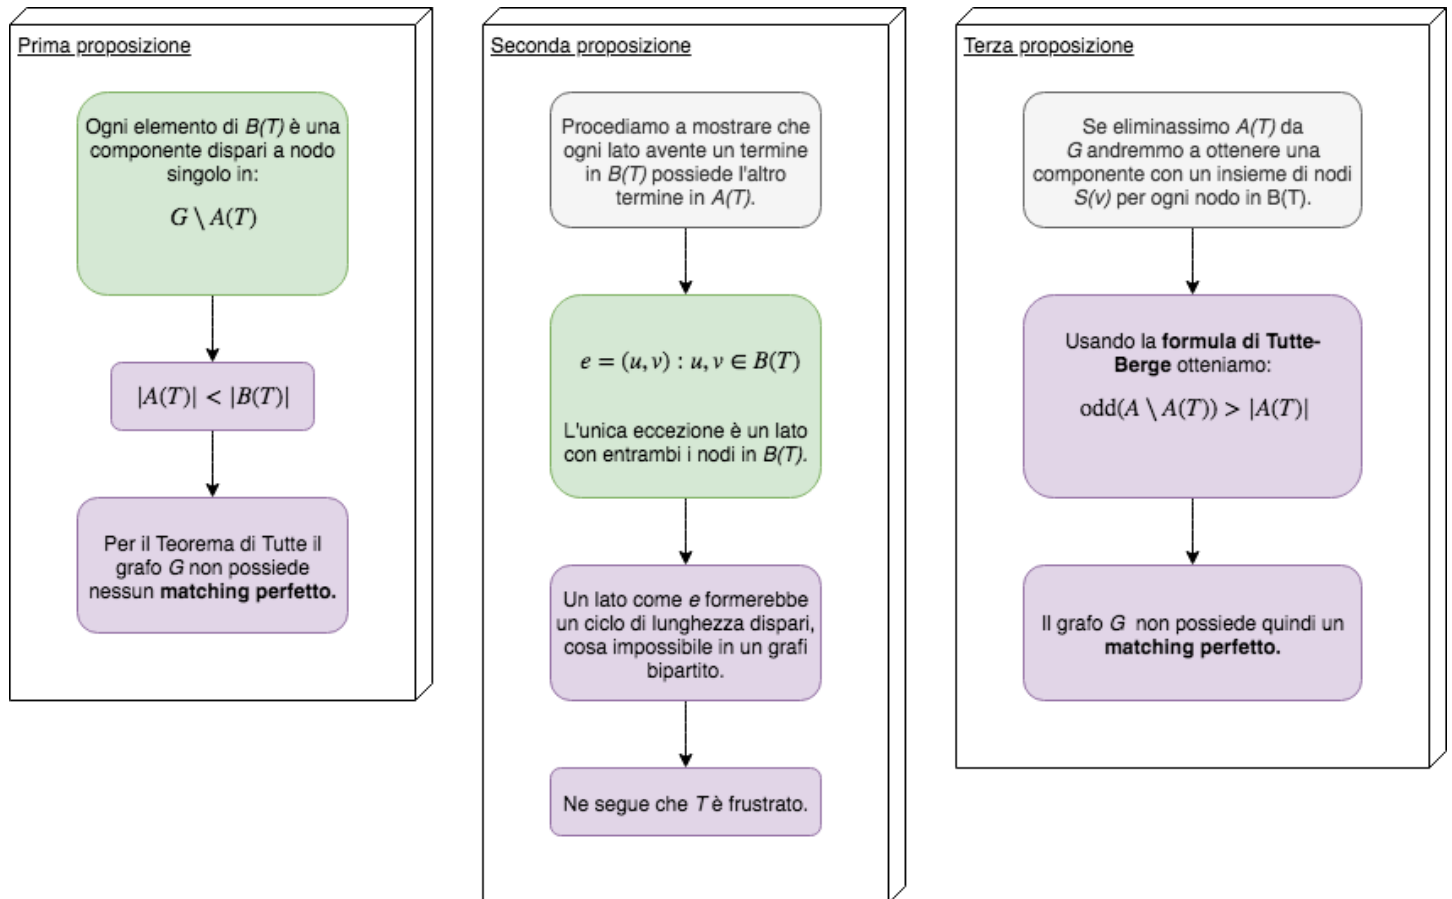 Prima proposizione
Ogni elemento di B(T) è una
componente dispari a nodo
singolo in:
G \ A(T)
|A(T)| < |B(T)|
Per il Teorema di Tutte il
grafo G non possiede
nessun matching perfetto.
Seconda proposizione
Procediamo a mostrare che
ogni lato avente un termine
in B(T) possiede l'altro
termine in A(T).
e = (u, v) : u, v ∈ B(T)
L'unica eccezione è un lato
con entrambi i nodi in B(T).
Un lato come e formerebbe
un ciclo di lunghezza dispari,
cosa impossibile in un grafi
bipartito.
Ne segue che T è frustrato.
Terza proposizione
Se eliminassimo A(T) da
G andremmo a ottenere una
componente con un insieme di nodi
S(v) per ogni nodo in B(T).
Usando la formula di Tutte-
Berge otteniamo:
odd(A \ A(T)) > |A(T)|
Il grafo G non possiede quindi un
matching perfetto.